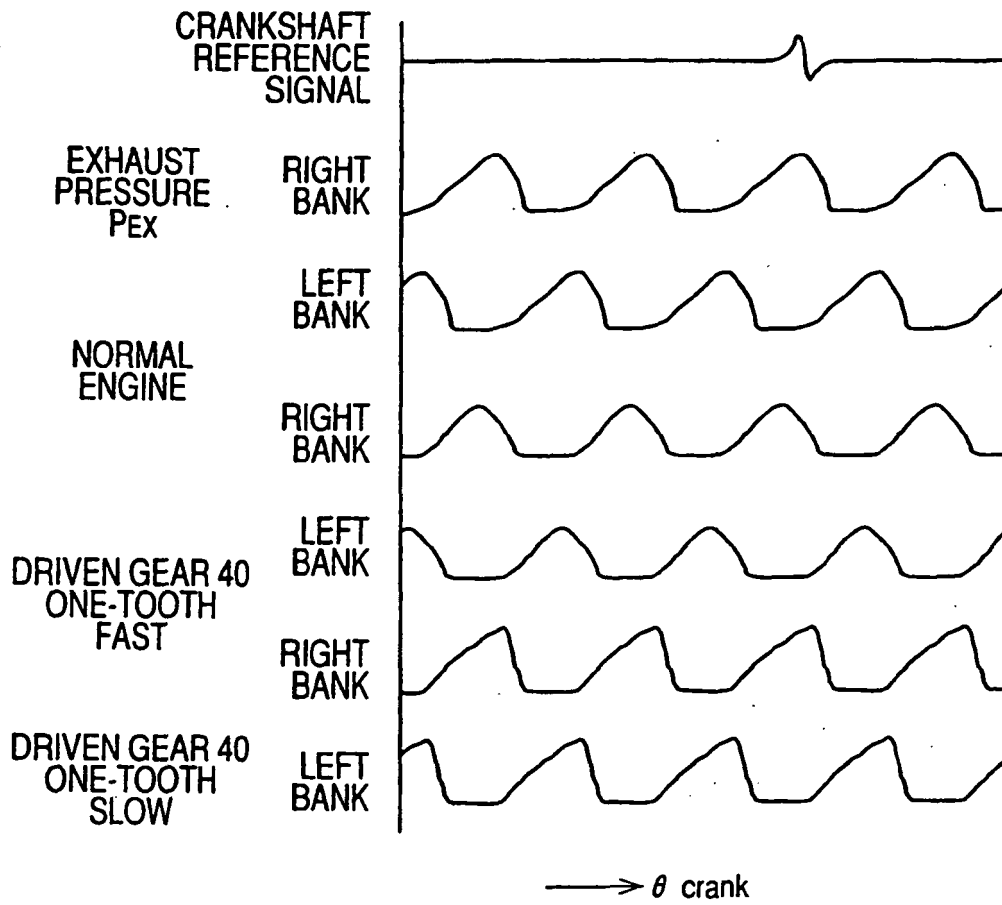 CRANKSHAFT
REFERENCE
SIGNAL
EXHAUST
PRESSURE
PEX
RIGHT
BANK
LEFT
BANK
NORMAL
ENGINE
RIGHT
BANK
LEFT
BANK
DRIVEN GEAR 40
ONE-TOOTH
FAST
RIGHT
BANK
DRIVEN GEAR 40
ONE-TOOTH
SLOW
LEFT
BANK
θ crank